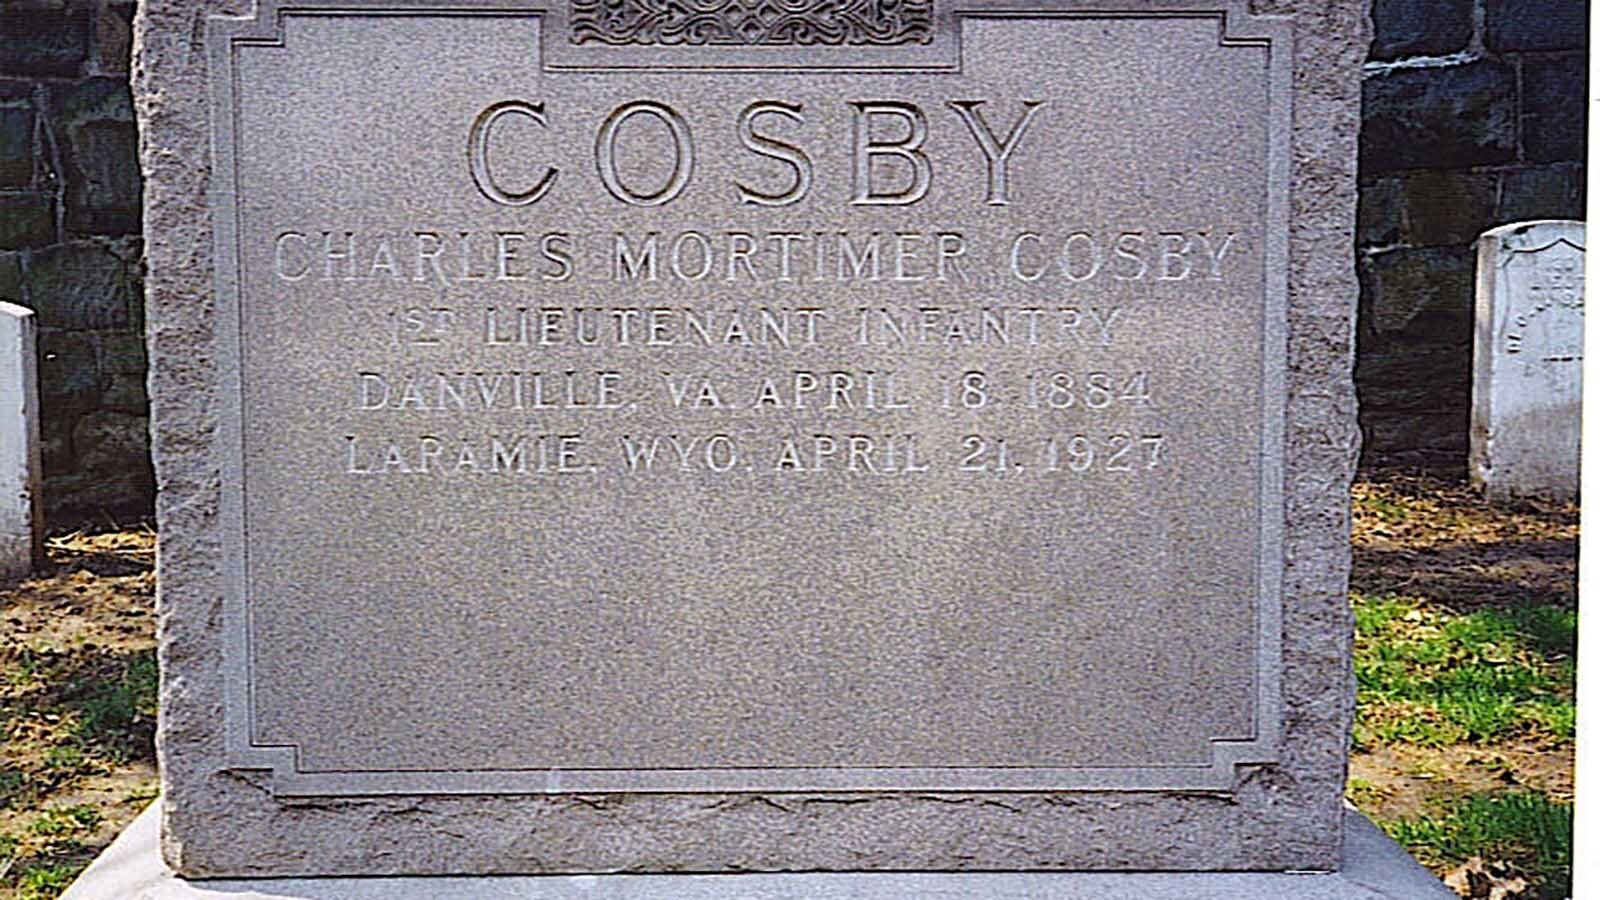 COSBY
CHARLES MORTIMER COSBY
1ST LIEUTENANT INFANTRY
DANVILLE, VA. APRIL 18, 1884
LARAMIE, WYO. APRIL 21, 1927